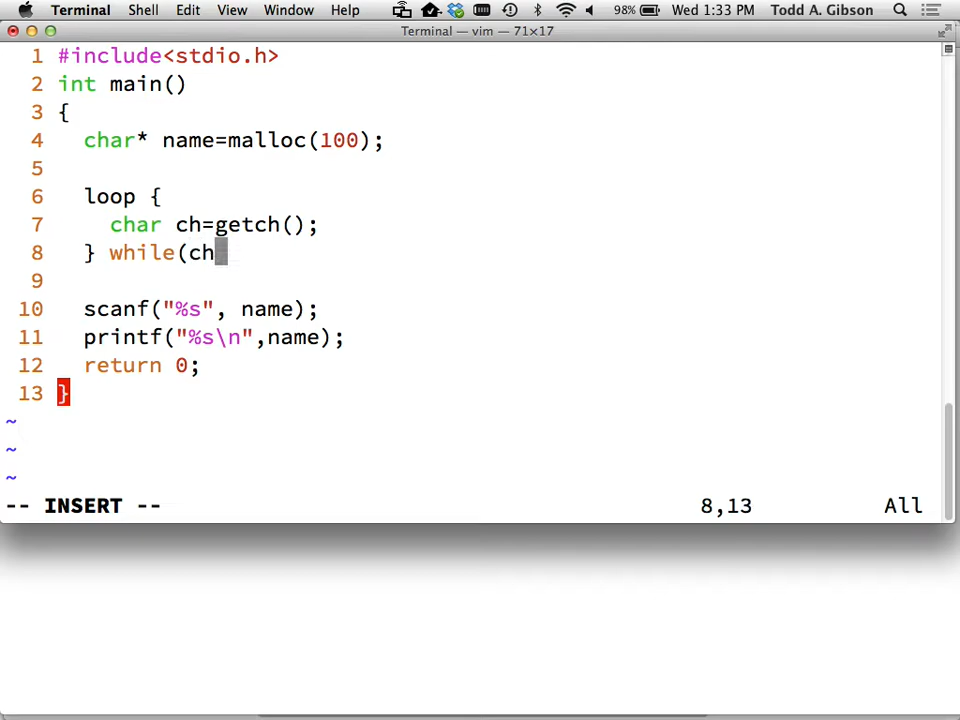 Terminal Shell Edit View Window Help 98% Wed 1:33 PM Todd A. Gibson
Terminal — vim — 71×17
1 #include<stdio.h>
2 int main()
3 {
4   char* name=malloc(100);
5
6   loop {
7     char ch=getch();
8   } while(ch
9
10   scanf("%s", name);
11   printf("%s\n",name);
12   return 0;
13 }
~
~
~
-- INSERT -- 8,13 All